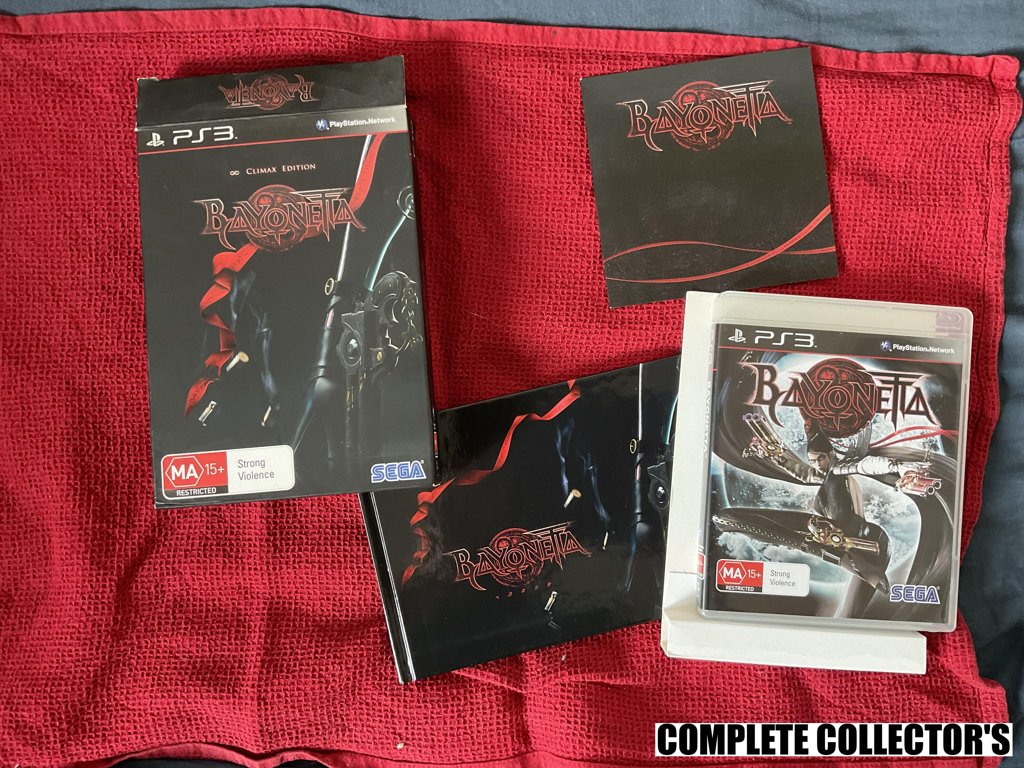 BAYONETTA
PS3
PlayStation Network
∞ CLIMAX EDITION
BAYONETTA
MA 15+
RESTRICTED
Strong
Violence
SEGA
BAYONETTA
BAYONETTA
PS3
PlayStation Network
BAYONETTA
MA 15+
RESTRICTED
Strong
Violence
SEGA
COMPLETE COLLECTOR'S